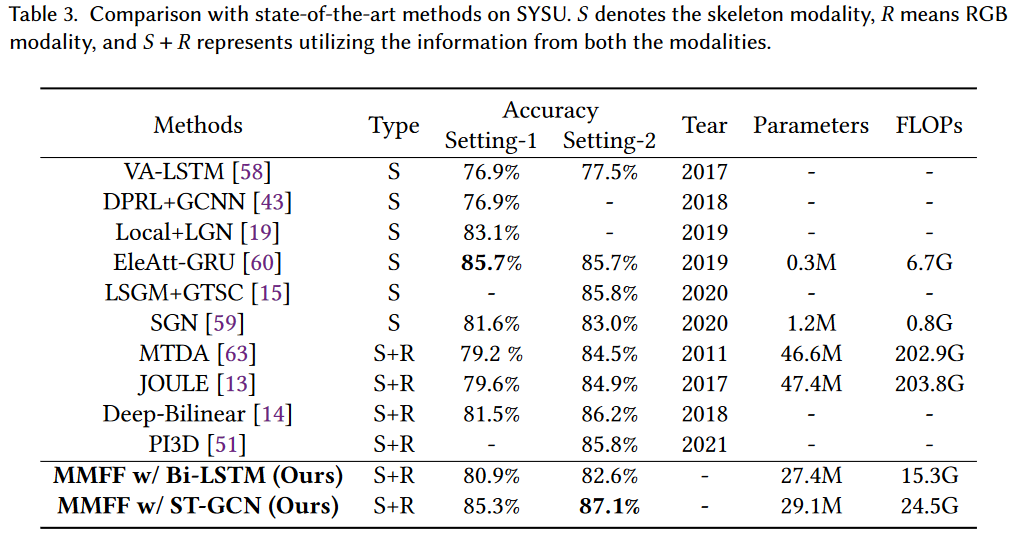 Table 3. Comparison with state-of-the-art methods on SYSU. S denotes the skeleton modality, R means RGB
modality, and S + R represents utilizing the information from both the modalities.
Methods Type Accuracy Tear Parameters FLOPs
Setting-1 Setting-2
VA-LSTM [58] S 76.9% 77.5% 2017 - -
DPRL+GCNN [43] S 76.9% - 2018 - -
Local+LGN [19] S 83.1% - 2019 - -
EleAtt-GRU [60] S 85.7% 85.7% 2019 0.3M 6.7G
LSGM+GTSC [15] S - 85.8% 2020 - -
SGN [59] S 81.6% 83.0% 2020 1.2M 0.8G
MTDA [63] S+R 79.2 % 84.5% 2011 46.6M 202.9G
JOULE [13] S+R 79.6% 84.9% 2017 47.4M 203.8G
Deep-Bilinear [14] S+R 81.5% 86.2% 2018 - -
PI3D [51] S+R - 85.8% 2021 - -
MMFF w/ Bi-LSTM (Ours) S+R 80.9% 82.6% - 27.4M 15.3G
MMFF w/ ST-GCN (Ours) S+R 85.3% 87.1% - 29.1M 24.5G